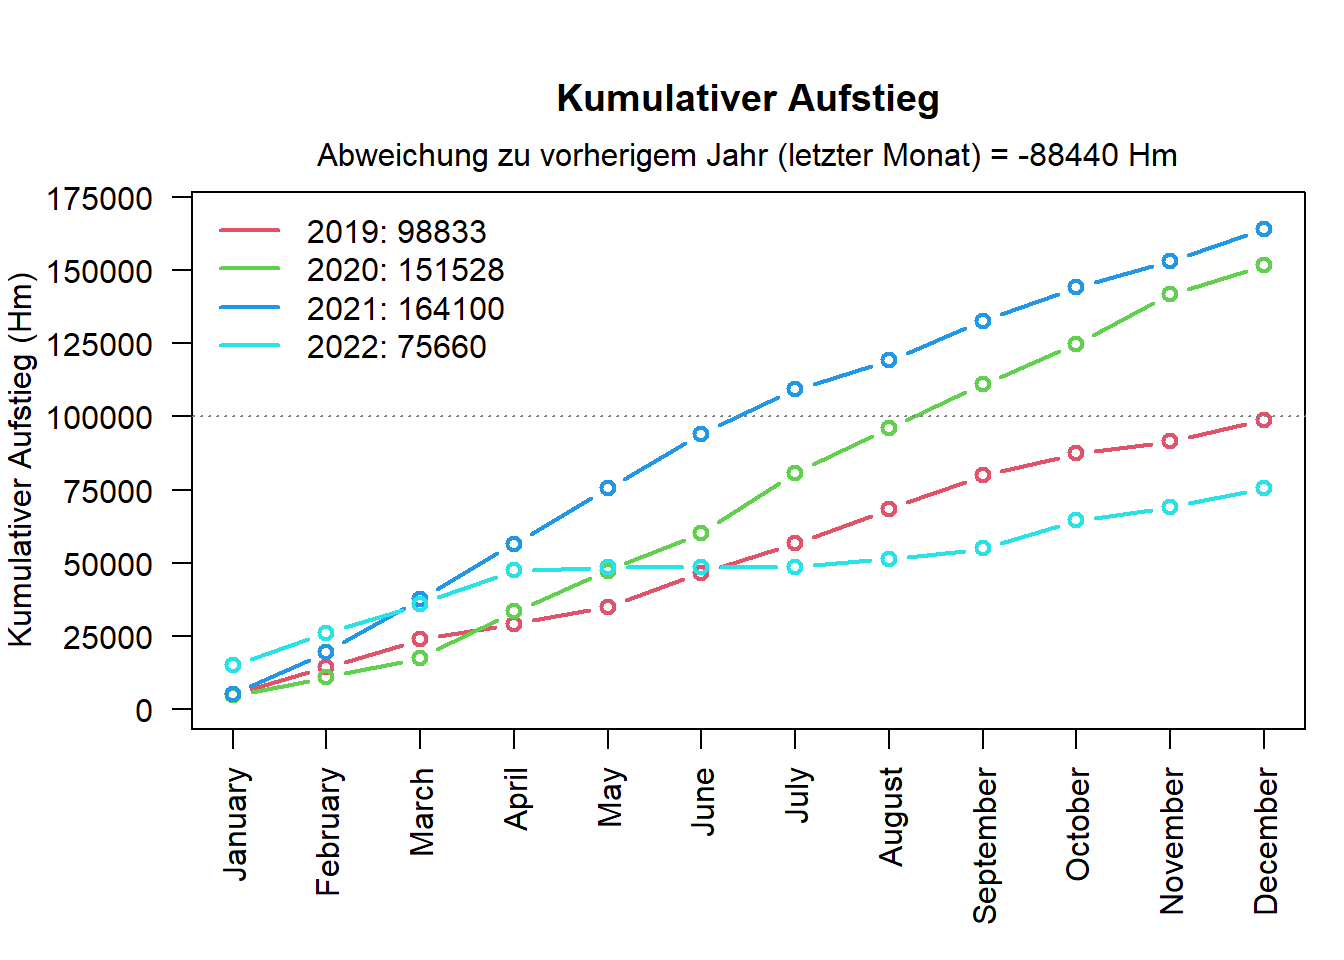 Kumulativer Aufstieg
Abweichung zu vorherigem Jahr (letzter Monat) = -88440 Hm
Kumulativer Aufstieg (Hm)
175000
150000
125000
100000
75000
50000
25000
0
2019: 98833
2020: 151528
2021: 164100
2022: 75660
January
February
March
April
May
June
July
August
September
October
November
December